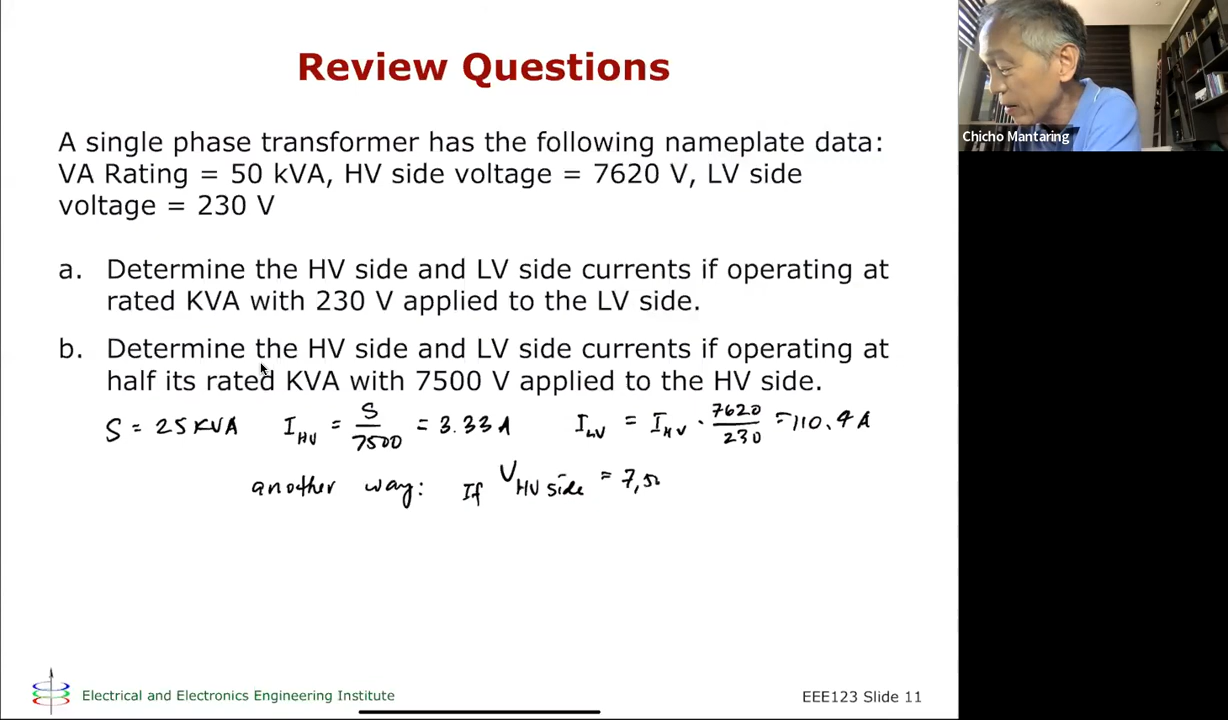 Review Questions
Chicho Mantaring
A single phase transformer has the following nameplate data:
VA Rating = 50 kVA, HV side voltage = 7620 V, LV side
voltage = 230 V
a. Determine the HV side and LV side currents if operating at
rated KVA with 230 V applied to the LV side.
b. Determine the HV side and LV side currents if operating at
half its rated KVA with 7500 V applied to the HV side.
S = 25 KVA I_HV = S/7500 = 3.33 A I_LV = I_HV · 7620/230 = 110.4 A
another way: If V_HV side = 7,50
Electrical and Electronics Engineering Institute
EEE123 Slide 11